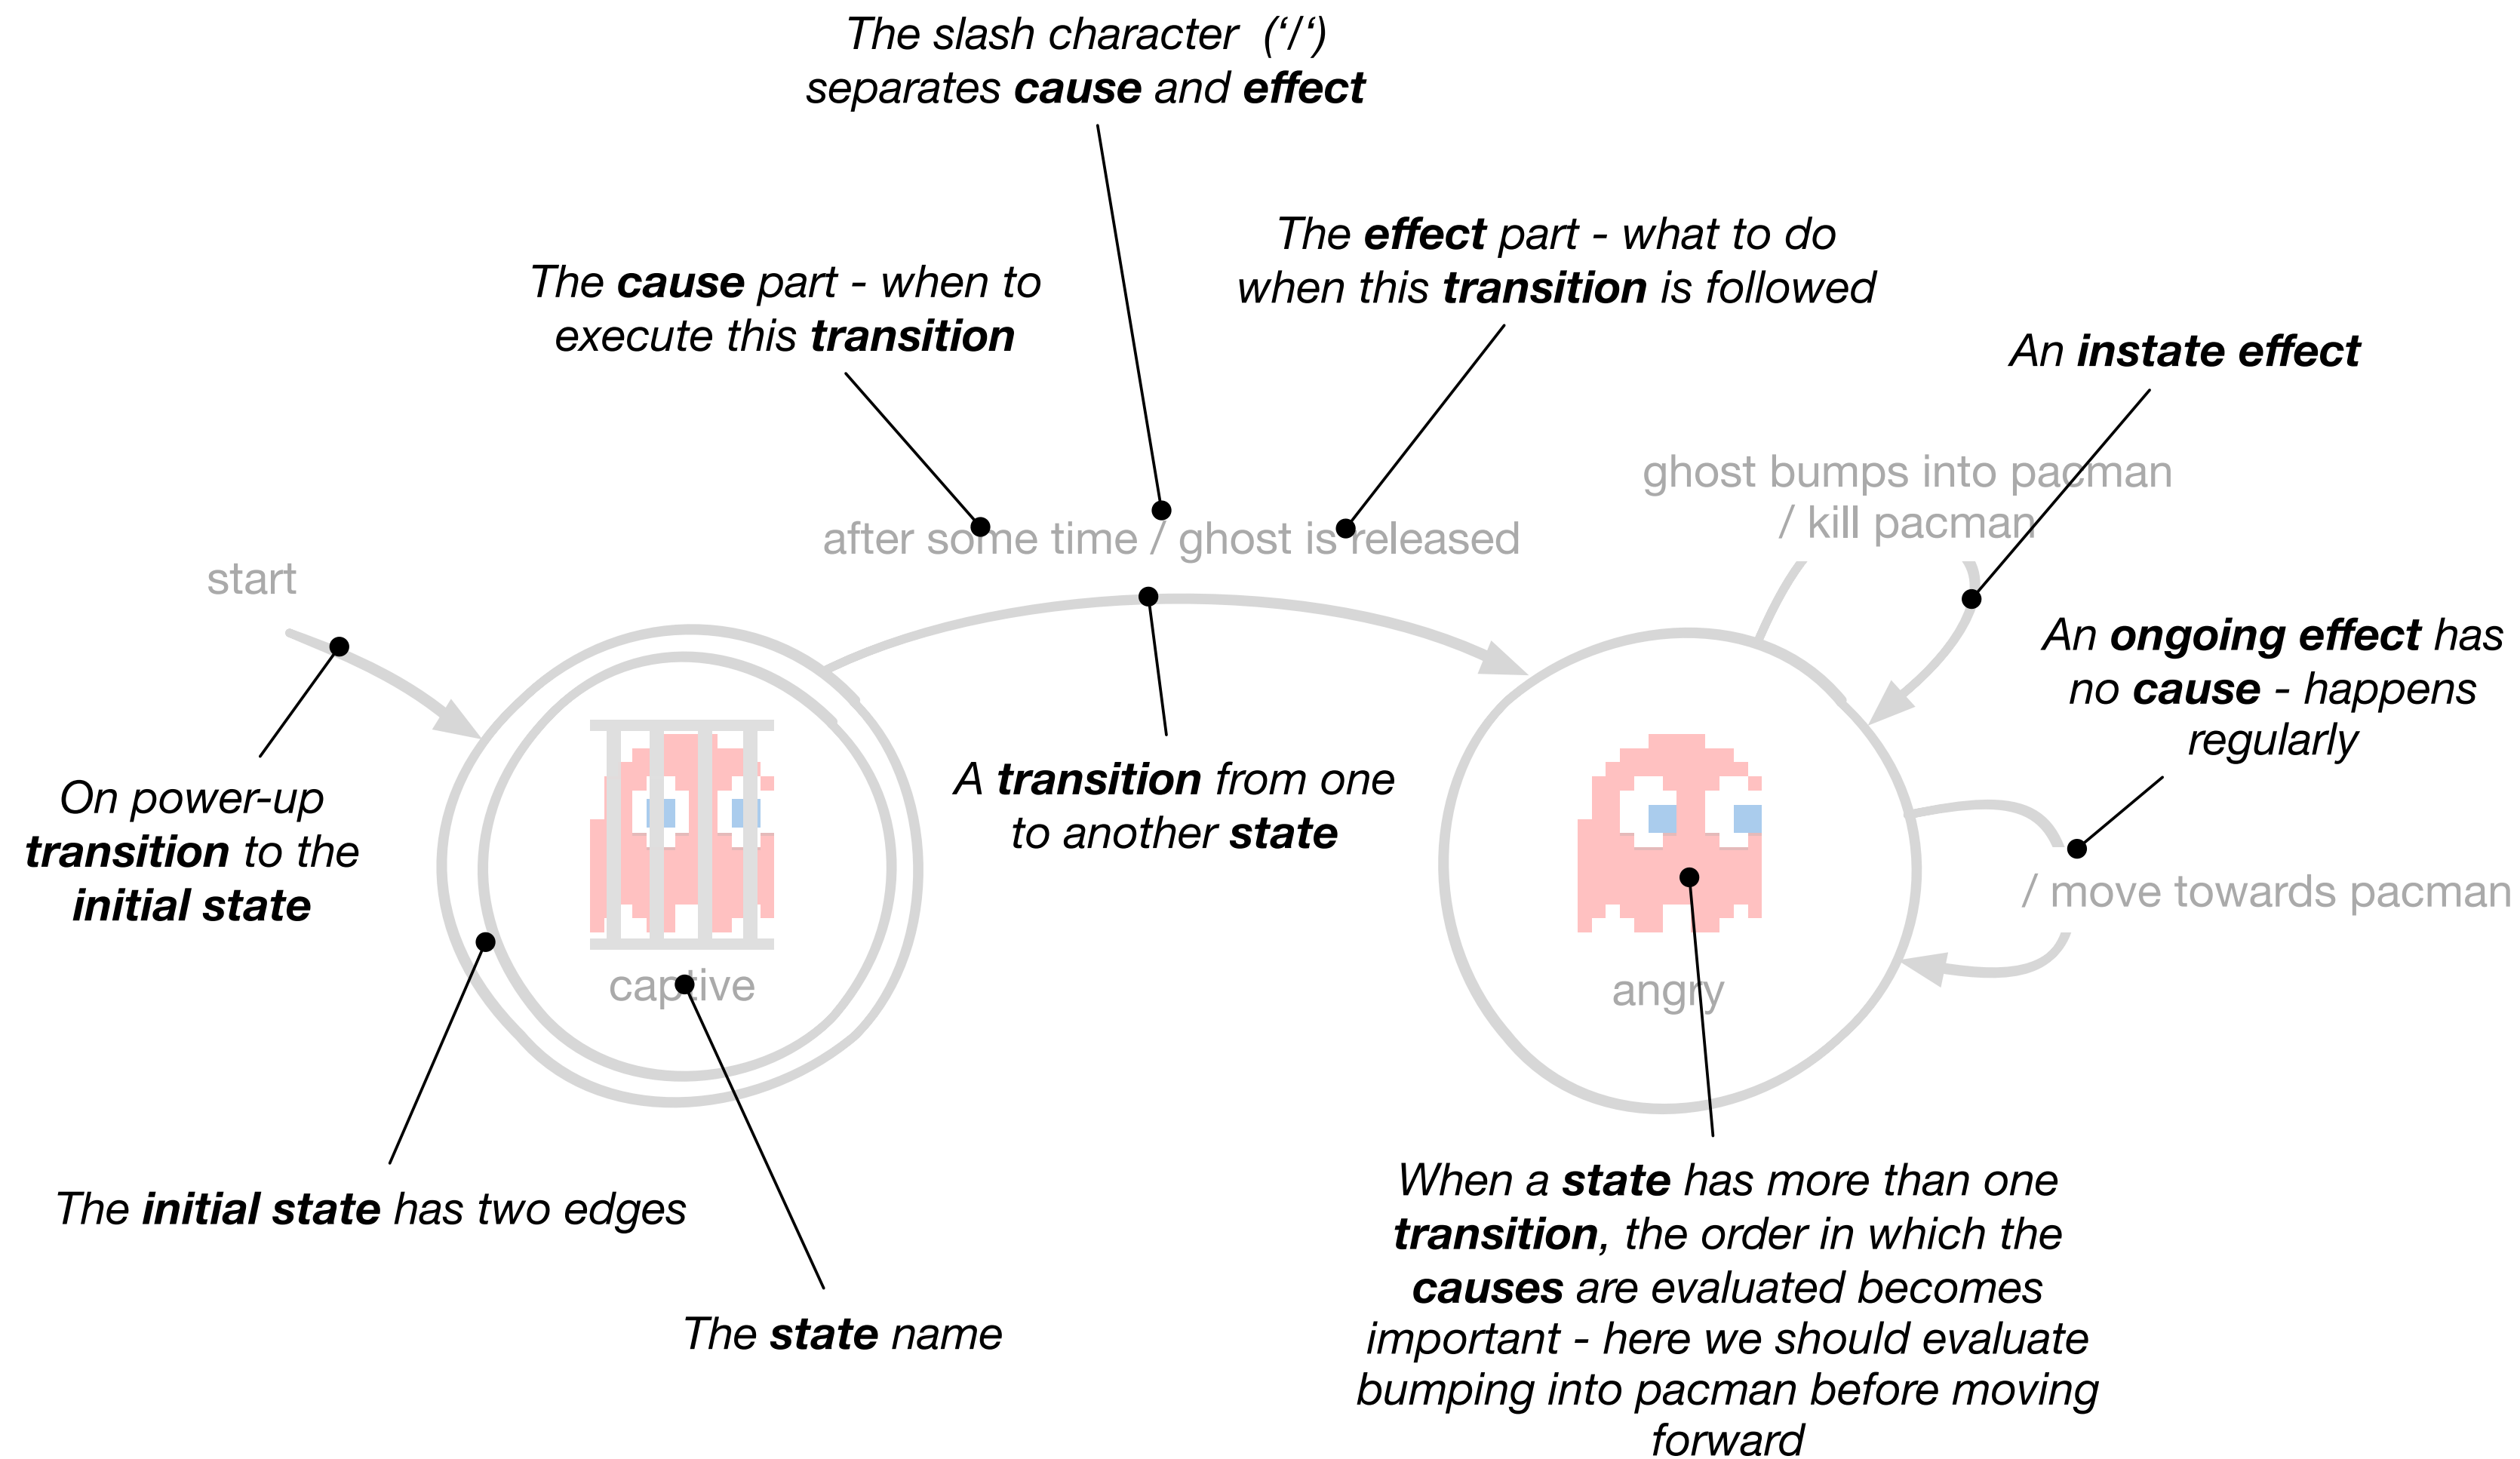 The slash character (‘/‘)
separates cause and effect
The effect part - what to do
when this transition is followed
The cause part - when to
execute this transition
An instate effect
ghost bumps into pacman
/ kill pacman
after some time / ghost is released
start
An ongoing effect has
no cause - happens
regularly
On power-up
transition to the
initial state
A transition from one
to another state
/ move towards pacman
captive
angry
The initial state has two edges
The state name
When a state has more than one
transition, the order in which the
causes are evaluated becomes
important - here we should evaluate
bumping into pacman before moving
forward